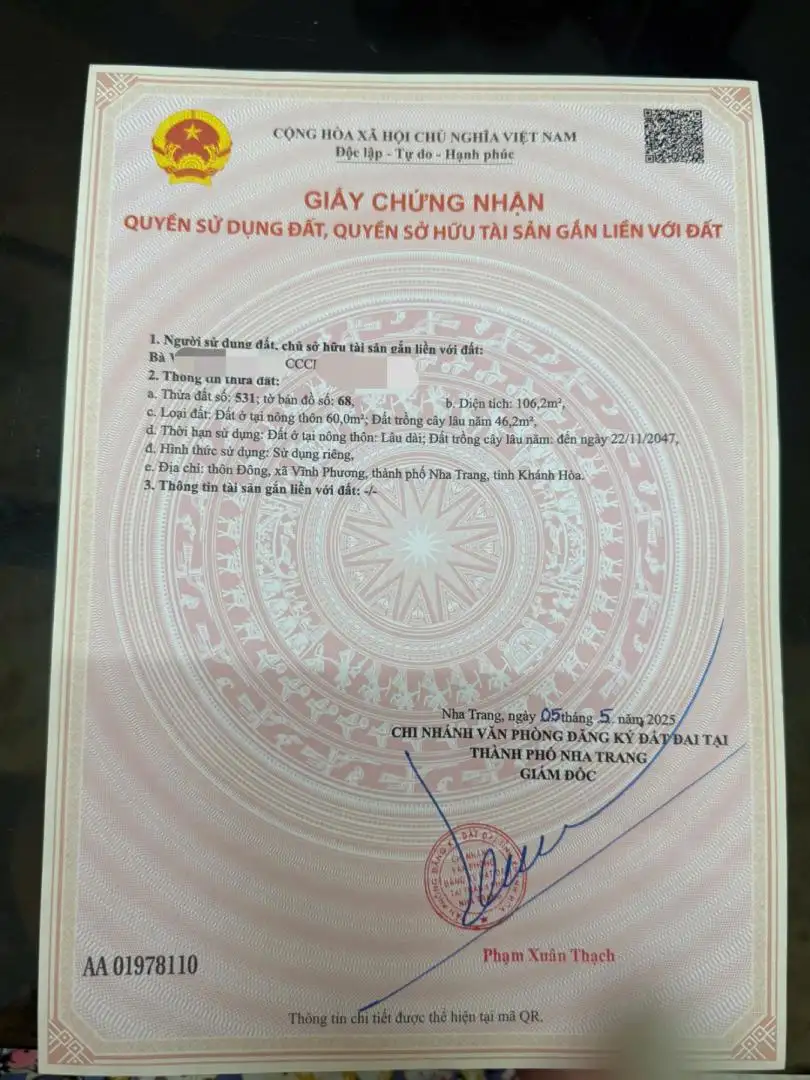 CỘNG HÒA XÃ HỘI CHỦ NGHĨA VIỆT NAM
Độc lập - Tự do - Hạnh phúc
GIẤY CHỨNG NHẬN
QUYỀN SỬ DỤNG ĐẤT, QUYỀN SỞ HỮU TÀI SẢN GẮN LIỀN VỚI ĐẤT
1. Người sử dụng đất, chủ sở hữu tài sản gắn liền với đất:
Bà
2. Thông tin thửa đất:
a. Thửa đất số: 531; tờ bản đồ số: 68, b. Diện tích: 106,2m²,
c. Loại đất: Đất ở tại nông thôn 60,0m²; Đất trồng cây lâu năm 46,2m²,
d. Thời hạn sử dụng: Đất ở tại nông thôn: Lâu dài; Đất trồng cây lâu năm: đến ngày 22/11/2047,
đ. Hình thức sử dụng: Sử dụng riêng,
e. Địa chỉ: thôn Đông, xã Vĩnh Phương, thành phố Nha Trang, tỉnh Khánh Hòa.
3. Thông tin tài sản gắn liền với đất: -/-
Nha Trang, ngày 05 tháng 5 năm 2025
CHI NHÁNH VĂN PHÒNG ĐĂNG KÝ ĐẤT ĐAI TẠI
THÀNH PHỐ NHA TRANG
GIÁM ĐỐC
Phạm Xuân Thạch
AA 01978110
Thông tin chi tiết được thể hiện tại mã QR.